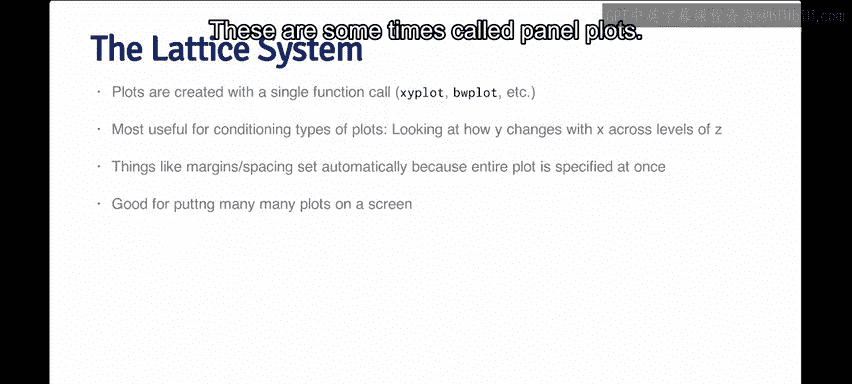 These are some times called panel plots.
The Lattice System
· Plots are created with a single function call (xyplot, bwplot, etc.)
· Most useful for conditioning types of plots: Looking at how y changes with x across levels of z
· Things like margins/spacing set automatically because entire plot is specified at once
· Good for puttng many many plots on a screen